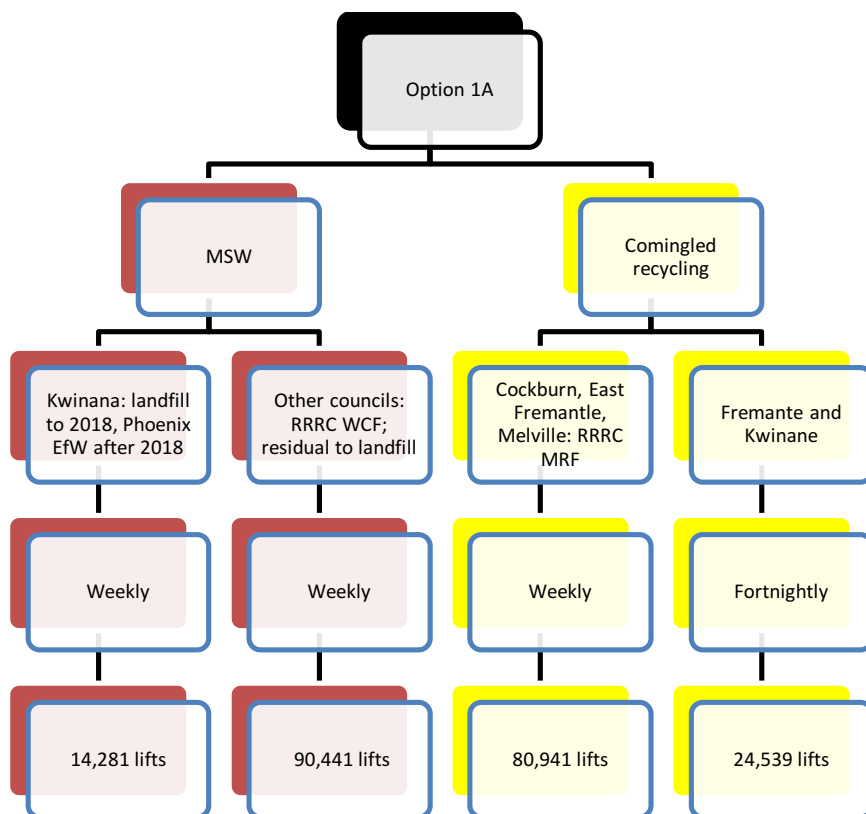 Option 1A
MSW
Comingled
recycling
Kwinana: landfill
to 2018, Phoenix
EfW after 2018
Other councils:
RRRC WCF;
residual to landfill
Cockburn, East
Fremantle,
Melville: RRRC
MRF
Fremante and
Kwinane
Weekly
Weekly
Weekly
Fortnightly
14,281 lifts
90,441 lifts
80,941 lifts
24,539 lifts